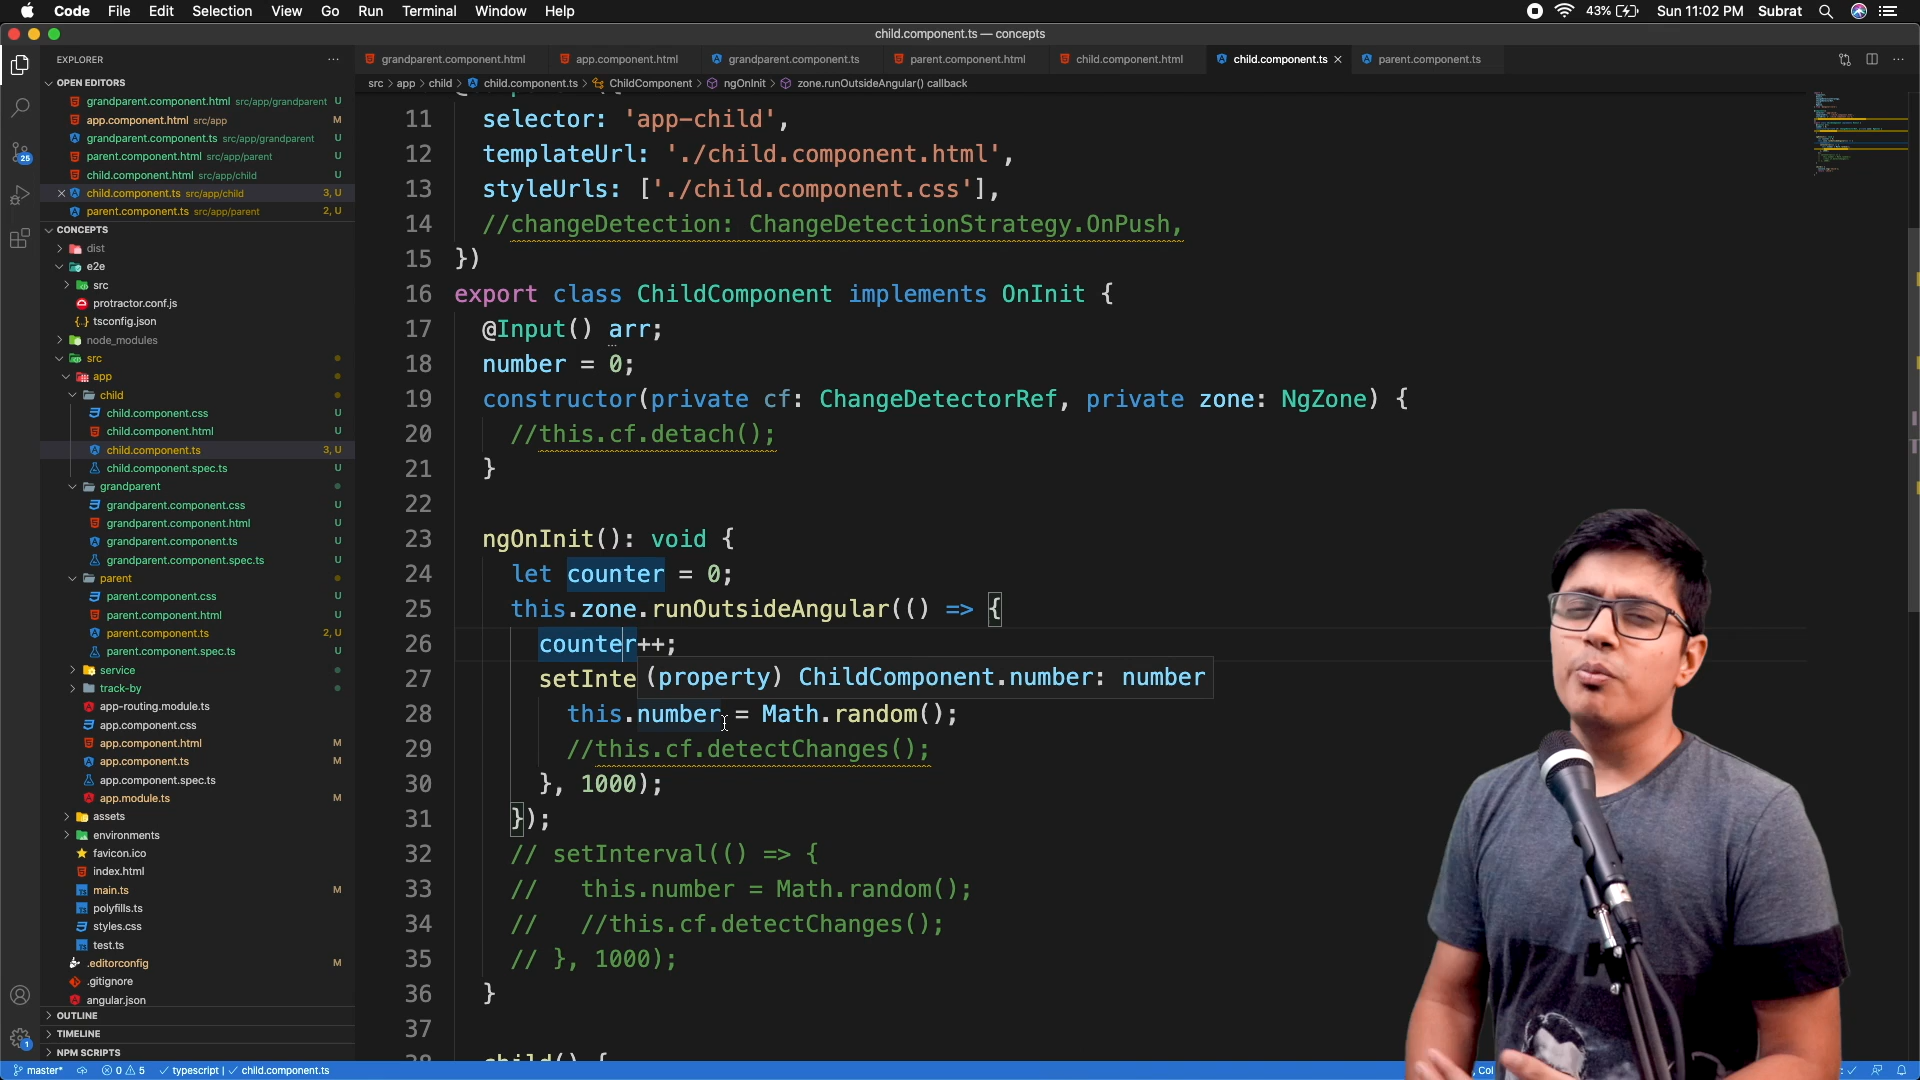 Code File Edit Selection View Go Run Terminal Window Help
43% Sun 11:02 PM Subrat
child.component.ts — concepts
EXPLORER
grandparent.component.html app.component.html grandparent.component.ts parent.component.html child.component.html child.component.ts parent.component.ts
src > app > child > child.component.ts > ChildComponent > ngOnInit > zone.runOutsideAngular() callback
OPEN EDITORS
grandparent.component.html src/app/grandparent U
app.component.html src/app M
grandparent.component.ts src/app/grandparent U
parent.component.html src/app/parent U
child.component.html src/app/child U
child.component.ts src/app/child 3, U
parent.component.ts src/app/parent 2, U
CONCEPTS
dist
e2e
src
protractor.conf.js
{..} tsconfig.json
node_modules
src
app
child
child.component.css U
child.component.html U
child.component.ts 3, U
child.component.spec.ts U
grandparent
grandparent.component.css U
grandparent.component.html U
grandparent.component.ts U
grandparent.component.spec.ts U
parent
parent.component.css U
parent.component.html U
parent.component.ts 2, U
parent.component.spec.ts U
service
track-by
app-routing.module.ts
app.component.css
app.component.html M
app.component.ts M
app.component.spec.ts
app.module.ts M
assets
environments
favicon.ico
index.html
main.ts M
polyfills.ts
styles.css
test.ts
.editorconfig M
.gitignore
angular.json
OUTLINE
TIMELINE
NPM SCRIPTS
25
1
11 selector: 'app-child',
12 templateUrl: './child.component.html',
13 styleUrls: ['./child.component.css'],
14 //changeDetection: ChangeDetectionStrategy.OnPush,
15 })
16 export class ChildComponent implements OnInit {
17 @Input() arr;
18 number = 0;
19 constructor(private cf: ChangeDetectorRef, private zone: NgZone) {
20 //this.cf.detach();
21 }
22
23 ngOnInit(): void {
24 let counter = 0;
25 this.zone.runOutsideAngular(() => {
26 counter++;
27 setInte (property) ChildComponent.number: number
28 this.number = Math.random();
29 //this.cf.detectChanges();
30 }, 1000);
31 });
32 // setInterval(() => {
33 // this.number = Math.random();
34 // //this.cf.detectChanges();
35 // }, 1000);
36 }
37
38 child() {
master* 0 5 typescript | child.component.ts , Col